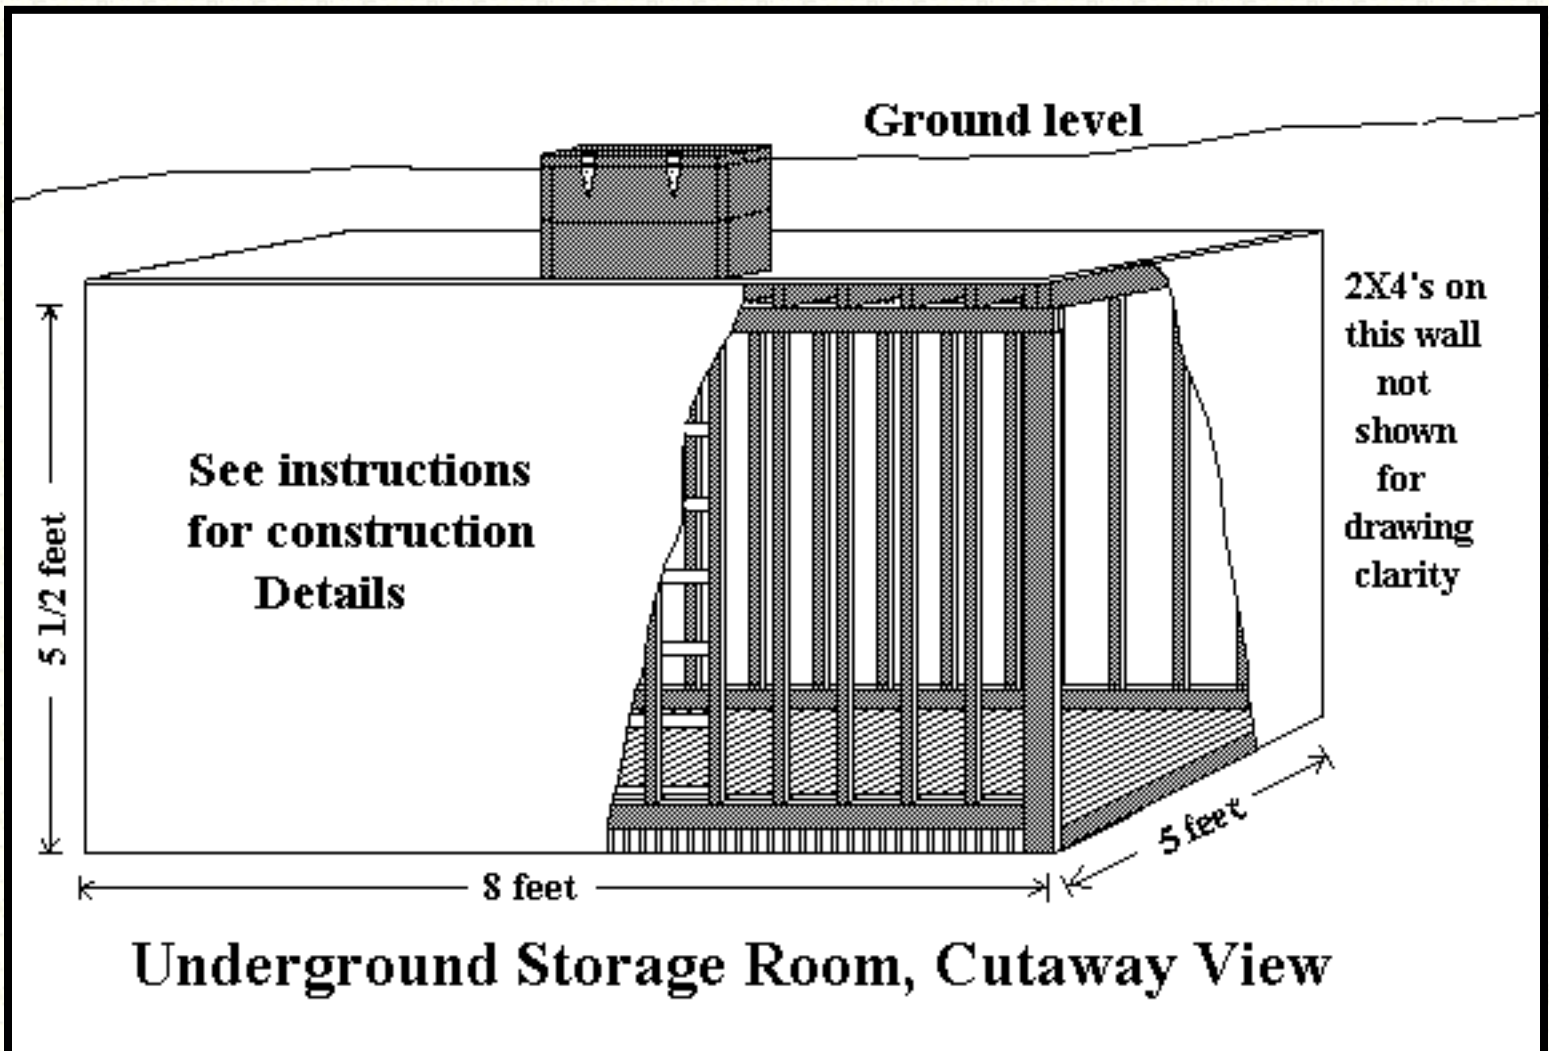 Ground level
2X4's on
this wall
not
shown
for
drawing
clarity
See instructions
for construction
Details
5 1/2 feet
5 feet
8 feet
Underground Storage Room, Cutaway View